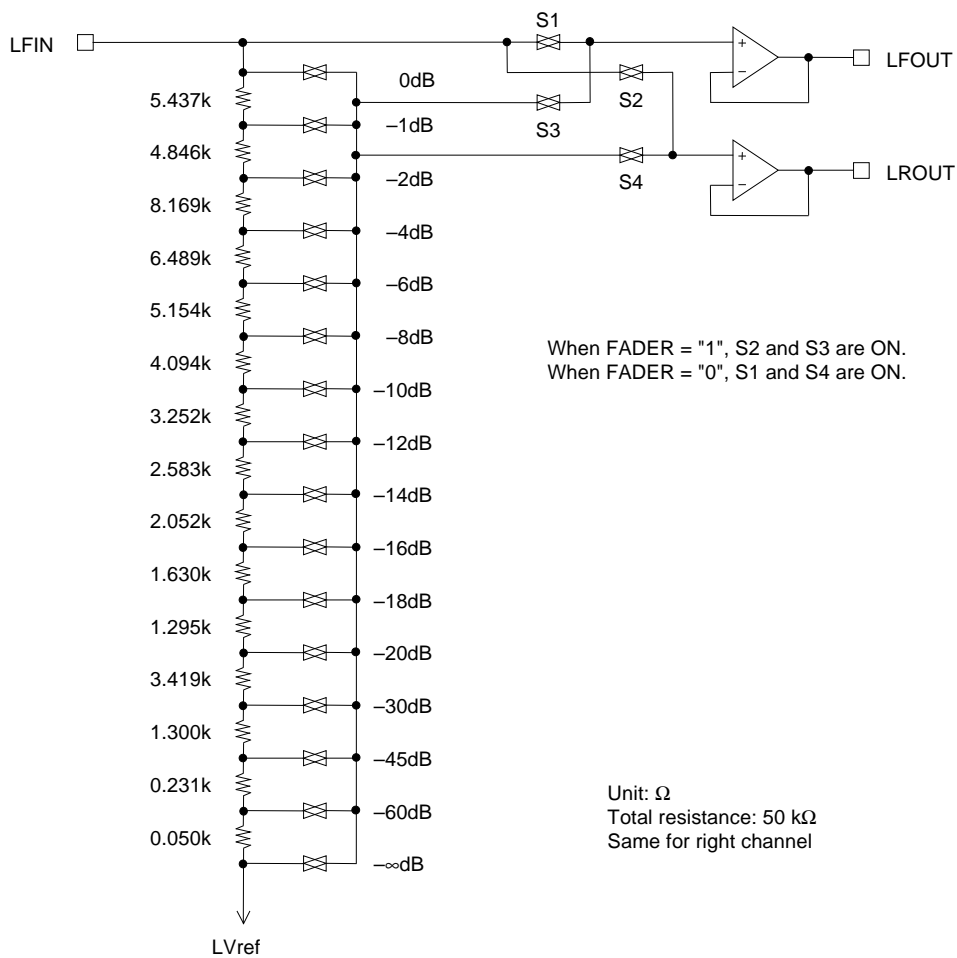 S1
LFIN
LFOUT
0dB
5.437k
S2
S3
–1dB
4.846k
LROUT
S4
–2dB
8.169k
–4dB
6.489k
–6dB
5.154k
–8dB
When FADER = "1", S2 and S3 are ON.
When FADER = "0", S1 and S4 are ON.
4.094k
–10dB
3.252k
–12dB
2.583k
–14dB
2.052k
–16dB
1.630k
–18dB
1.295k
–20dB
3.419k
–30dB
1.300k
–45dB
0.231k
Unit: Ω
Total resistance: 50 kΩ
Same for right channel
–60dB
0.050k
–∞dB
LVref
+
−
+
−